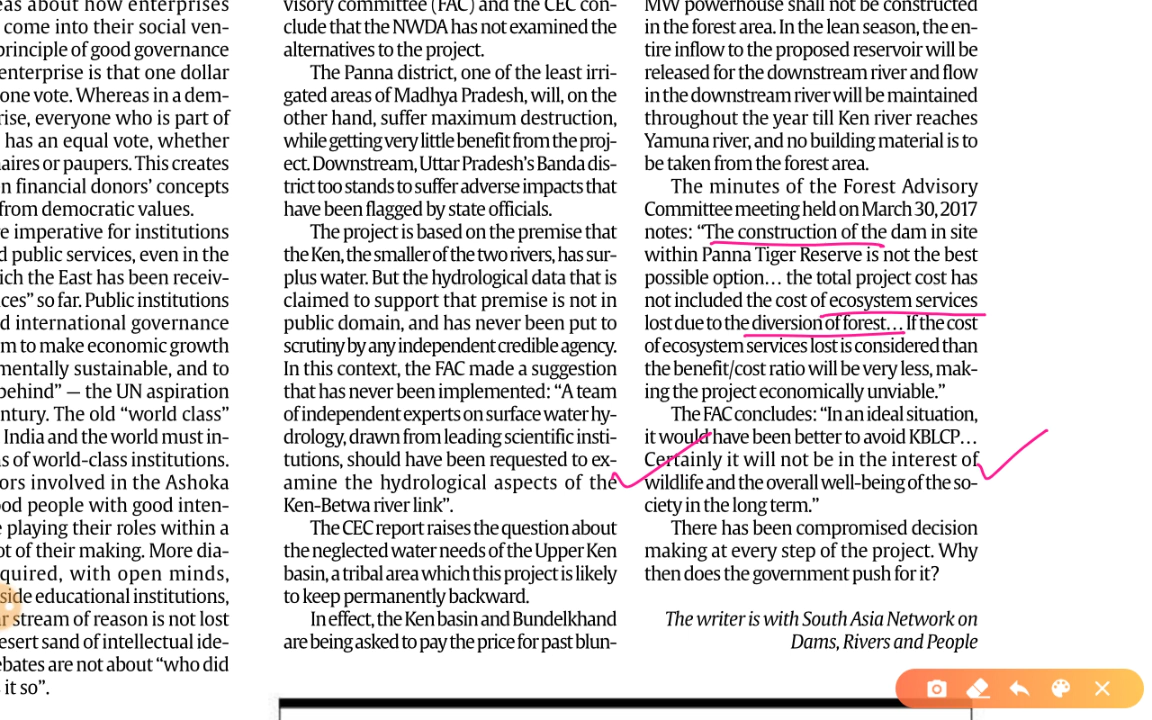 eas about how enterprises
come into their social ven-
principle of good governance
enterprise is that one dollar
one vote. Whereas in a dem-
rise, everyone who is part of
has an equal vote, whether
aires or paupers. This creates
n financial donors' concepts
from democratic values.
e imperative for institutions
d public services, even in the
ich the East has been receiv-
ices" so far. Public institutions
d international governance
m to make economic growth
mentally sustainable, and to
behind" — the UN aspiration
ntury. The old "world class"
India and the world must in-
s of world-class institutions.
ors involved in the Ashoka
od people with good inten-
e playing their roles within a
ot of their making. More dia-
quired, with open minds,
side educational institutions,
r stream of reason is not lost
esert sand of intellectual ide-
ebates are not about "who did
it so".
visory committee (FAC) and the CEC con-
clude that the NWDA has not examined the
alternatives to the project.
The Panna district, one of the least irri-
gated areas of Madhya Pradesh, will, on the
other hand, suffer maximum destruction,
while getting very little benefit from the proj-
ect. Downstream, Uttar Pradesh's Banda dis-
trict too stands to suffer adverse impacts that
have been flagged by state officials.
The project is based on the premise that
the Ken, the smaller of the two rivers, has sur-
plus water. But the hydrological data that is
claimed to support that premise is not in
public domain, and has never been put to
scrutiny by any independent credible agency.
In this context, the FAC made a suggestion
that has never been implemented: "A team
of independent experts on surface water hy-
drology, drawn from leading scientific insti-
tutions, should have been requested to ex-
amine the hydrological aspects of the
Ken-Betwa river link".
The CEC report raises the question about
the neglected water needs of the Upper Ken
basin, a tribal area which this project is likely
to keep permanently backward.
In effect, the Ken basin and Bundelkhand
are being asked to pay the price for past blun-
MW powerhouse shall not be constructed
in the forest area. In the lean season, the en-
tire inflow to the proposed reservoir will be
released for the downstream river and flow
in the downstream river will be maintained
throughout the year till Ken river reaches
Yamuna river, and no building material is to
be taken from the forest area.
The minutes of the Forest Advisory
Committee meeting held on March 30, 2017
notes: "The construction of the dam in site
within Panna Tiger Reserve is not the best
possible option... the total project cost has
not included the cost of ecosystem services
lost due to the diversion of forest... If the cost
of ecosystem services lost is considered than
the benefit/cost ratio will be very less, mak-
ing the project economically unviable."
The FAC concludes: "In an ideal situation,
it would have been better to avoid KBLCP...
Certainly it will not be in the interest of
wildlife and the overall well-being of the so-
ciety in the long term."
There has been compromised decision
making at every step of the project. Why
then does the government push for it?
The writer is with South Asia Network on
Dams, Rivers and People